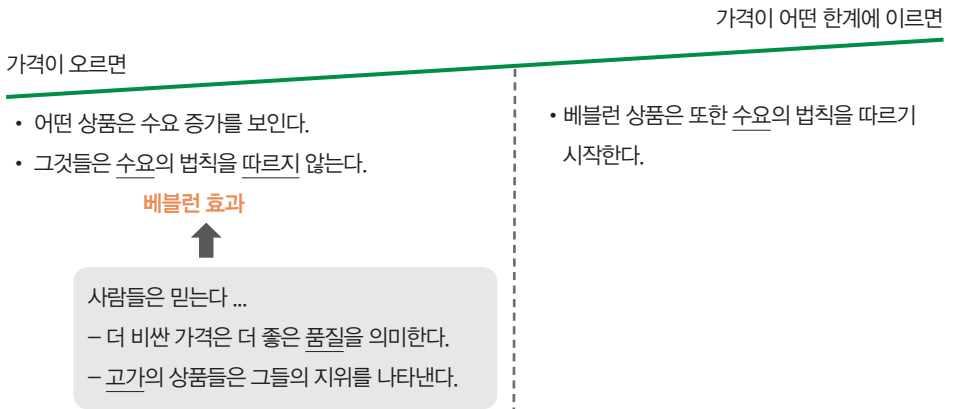 가격이 어떤 한계에 이르면
가격이 오르면
• 어떤 상품은 수요 증가를 보인다.
• 그것들은 수요의 법칙을 따르지 않는다.
베블런 효과
사람들은 믿는다 ...
– 더 비싼 가격은 더 좋은 품질을 의미한다.
– 고가의 상품들은 그들의 지위를 나타낸다.
• 베블런 상품은 또한 수요의 법칙을 따르기
시작한다.